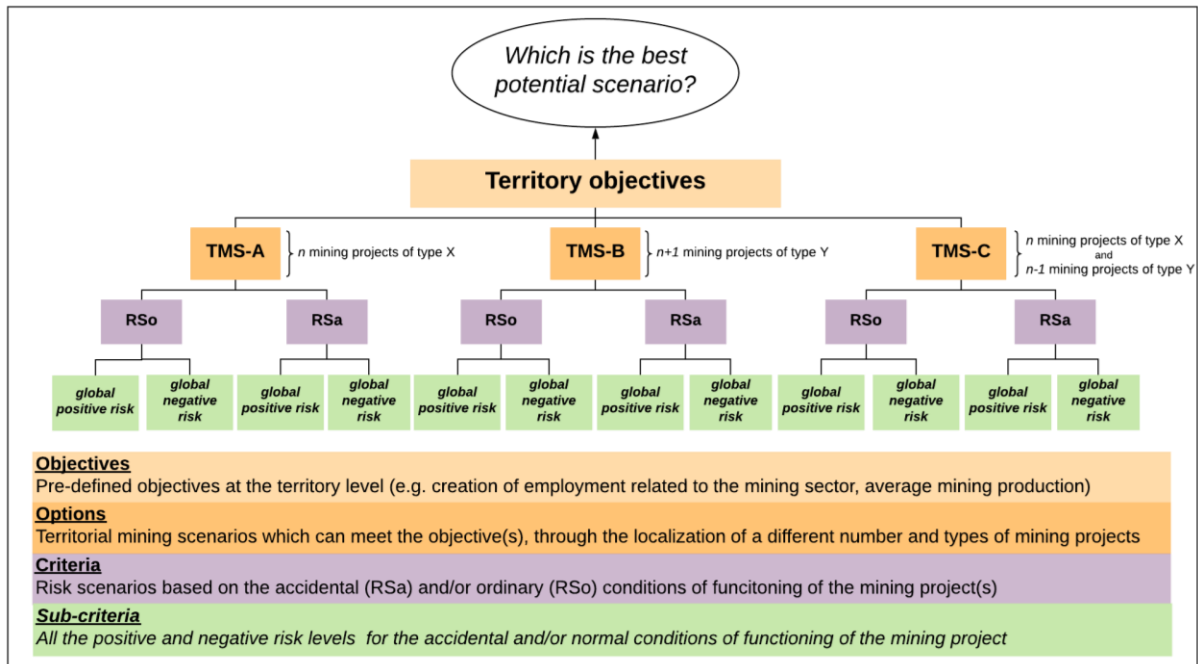 Which is the best
potential scenario?
Territory objectives
TMS-A
n mining projects of type X
TMS-B
n+1 mining projects of type Y
TMS-C
n mining projects of type X
and
n-1 mining projects of type Y
RSo
RSa
RSo
RSa
RSo
RSa
global
positive risk
global
negative
risk
global
positive risk
global
negative
risk
global
positive risk
global
negative
risk
global
positive risk
global
negative
risk
global
positive risk
global
negative
risk
global
positive risk
global
negative
risk
Objectives
Pre-defined objectives at the territory level (e.g. creation of employment related to the mining sector, average mining production)
Options
Territorial mining scenarios which can meet the objective(s), through the localization of a different number and types of mining projects
Criteria
Risk scenarios based on the accidental (RSa) and/or ordinary (RSo) conditions of funcitoning of the mining project(s)
Sub-criteria
All the positive and negative risk levels for the accidental and/or normal conditions of functioning of the mining project